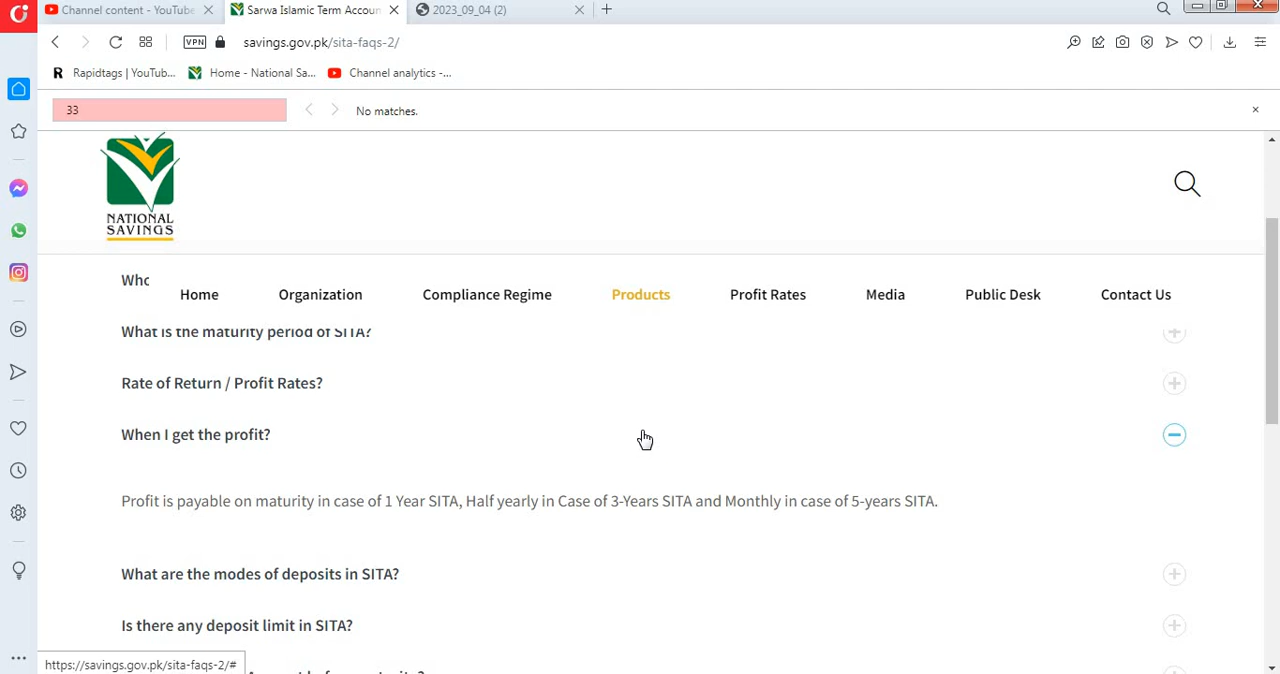 Channel content - YouTube
Sarwa Islamic Term Accoun
2023_09_04 (2)
VPN
savings.gov.pk/sita-faqs-2/
R Rapidtags | YouTub...
Home - National Sa...
Channel analytics -...
33
No matches.
NATIONAL
SAVINGS
Home
Organization
Compliance Regime
Products
Profit Rates
Media
Public Desk
Contact Us
What is the maturity period of SITA?
Rate of Return / Profit Rates?
When I get the profit?
Profit is payable on maturity in case of 1 Year SITA, Half yearly in Case of 3-Years SITA and Monthly in case of 5-years SITA.
What are the modes of deposits in SITA?
Is there any deposit limit in SITA?
https://savings.gov.pk/sita-faqs-2/#